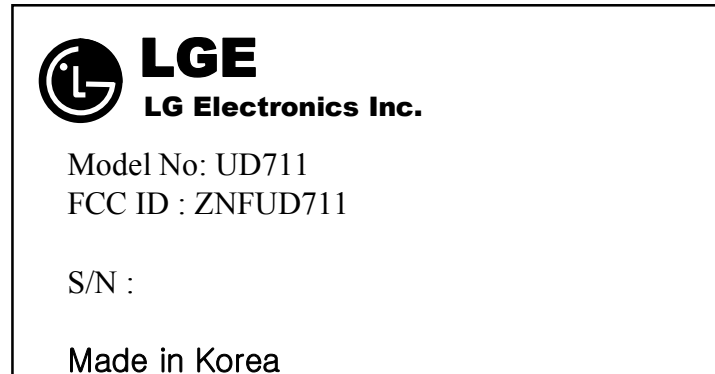 LGE
LG Electronics Inc.
Model No: UD711
FCC ID : ZNFUD711
S/N :
Made in Korea